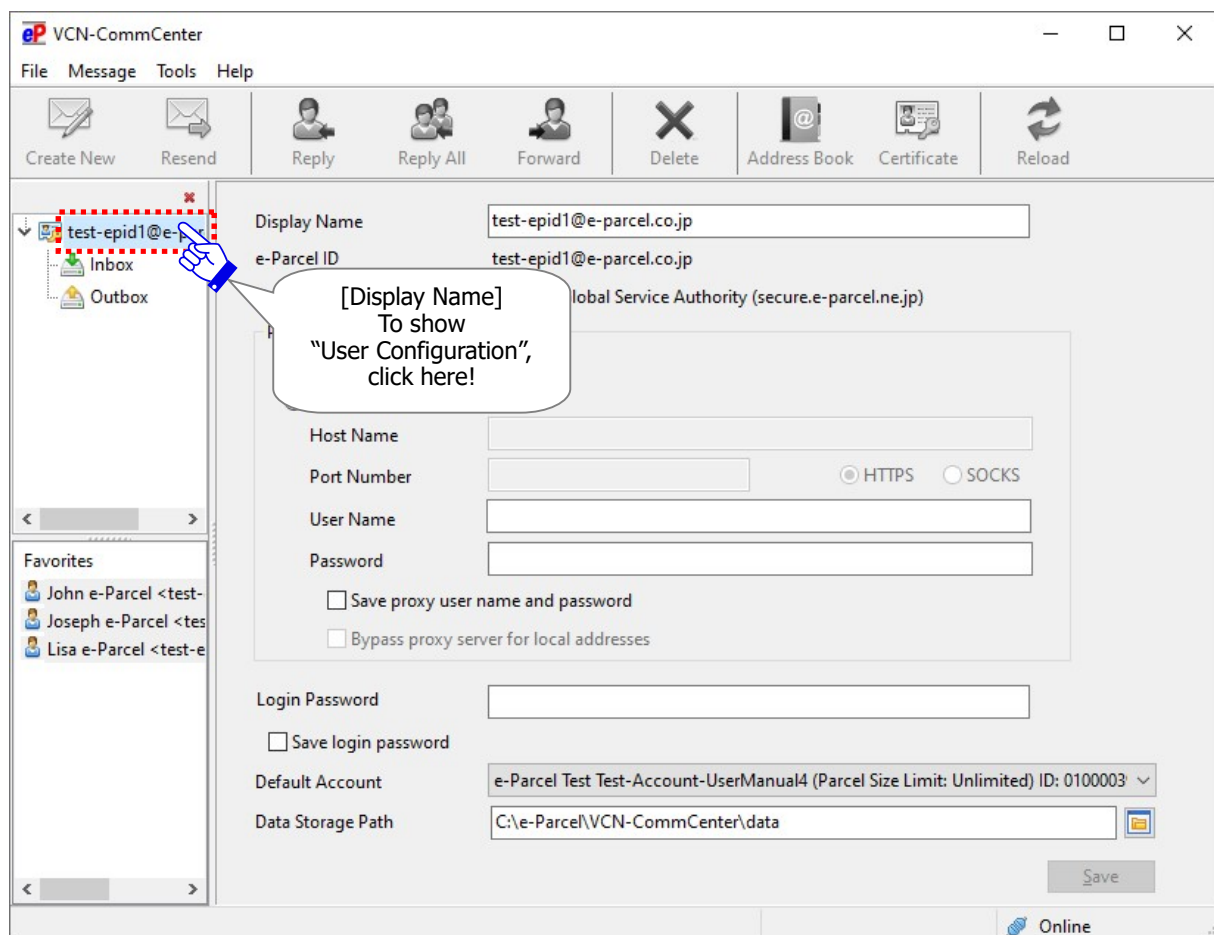 eP VCN-CommCenter
File Message Tools Help
Create New Resend Reply Reply All Forward Delete Address Book Certificate Reload
test-epid1@e-par
Inbox
Outbox
Favorites
John e-Parcel <test-
Joseph e-Parcel <tes
Lisa e-Parcel <test-e
Display Name test-epid1@e-parcel.co.jp
e-Parcel ID test-epid1@e-parcel.co.jp
lobal Service Authority (secure.e-parcel.ne.jp)
[Display Name]
To show
“User Configuration”,
click here!
Host Name
Port Number HTTPS SOCKS
User Name
Password
Save proxy user name and password
Bypass proxy server for local addresses
Login Password
Save login password
Default Account e-Parcel Test Test-Account-UserManual4 (Parcel Size Limit: Unlimited) ID: 0100003
Data Storage Path C:\e-Parcel\VCN-CommCenter\data
Save
Online